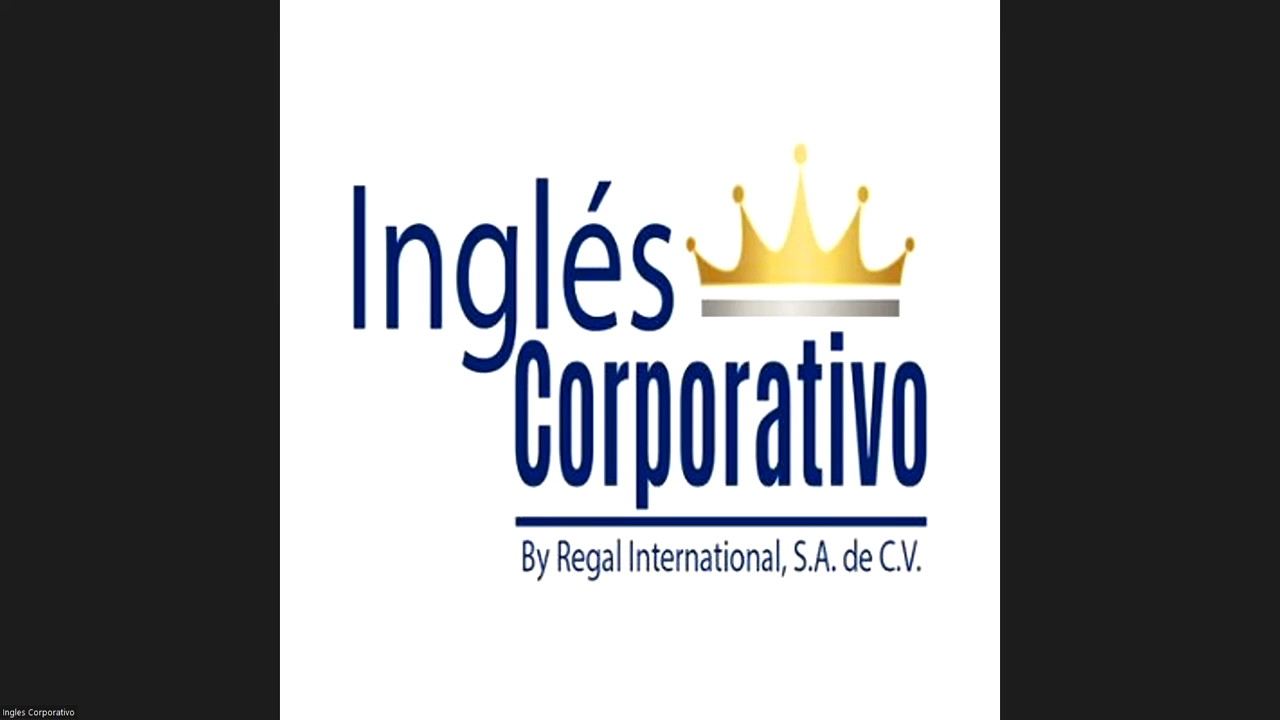 Inglés
Corporativo
By Regal International, S.A. de C.V.
Ingles Corporativo